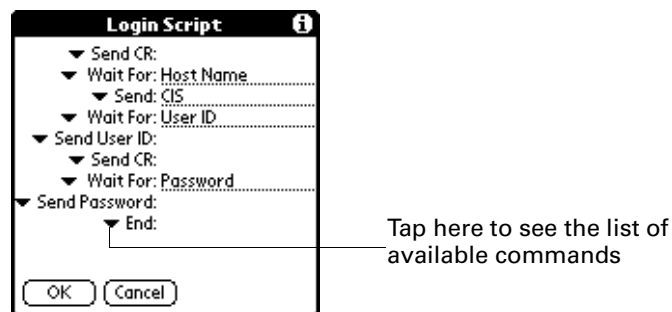 Login Script i
Send CR:
Wait For: Host Name
Send: CIS
Wait For: User ID
Send User ID:
Send CR:
Wait For: Password
Send Password:
End:
Tap here to see the list of
available commands
OK Cancel